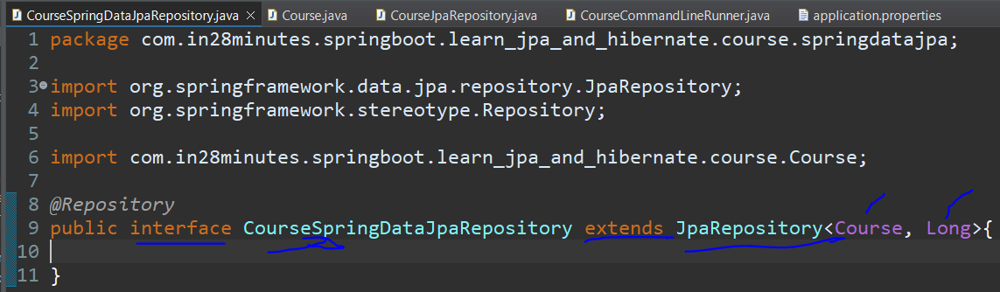 CourseSpringDataJpaRepository.java × Course.java CourseJpaRepository.java CourseCommandLineRunner.java application.properties
1 package com.in28minutes.springboot.learn_jpa_and_hibernate.course.springdatajpa;
2
3 import org.springframework.data.jpa.repository.JpaRepository;
4 import org.springframework.stereotype.Repository;
5
6 import com.in28minutes.springboot.learn_jpa_and_hibernate.course.Course;
7
8 @Repository
9 public interface CourseSpringDataJpaRepository extends JpaRepository<Course, Long>{
10
11 }